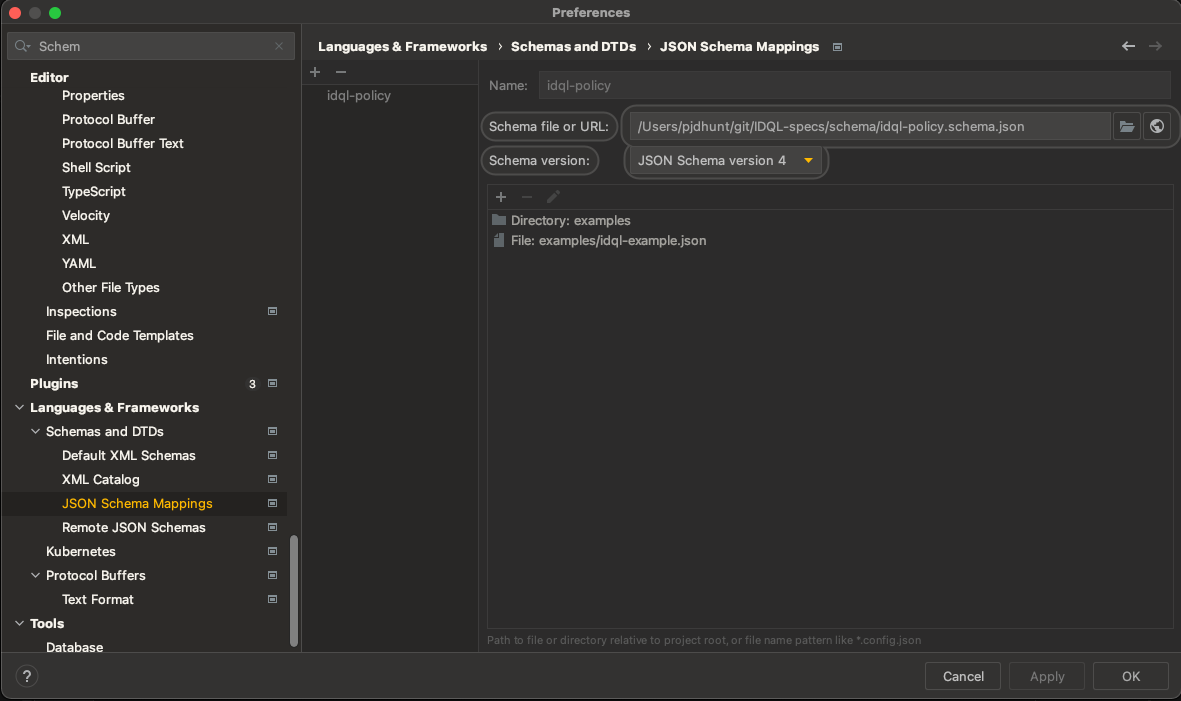 Preferences
Schem
Languages & Frameworks › Schemas and DTDs › JSON Schema Mappings
Editor
Properties
Protocol Buffer
Protocol Buffer Text
Shell Script
TypeScript
Velocity
XML
YAML
Other File Types
Inspections
File and Code Templates
Intentions
Plugins 3
Languages & Frameworks
Schemas and DTDs
Default XML Schemas
XML Catalog
JSON Schema Mappings
Remote JSON Schemas
Kubernetes
Protocol Buffers
Text Format
Tools
Database
idql-policy
Name: idql-policy
Schema file or URL: /Users/pjdhunt/git/IDQL-specs/schema/idql-policy.schema.json
Schema version: JSON Schema version 4
Directory: examples
File: examples/idql-example.json
Path to file or directory relative to project root, or file name pattern like *.config.json
? Cancel Apply OK